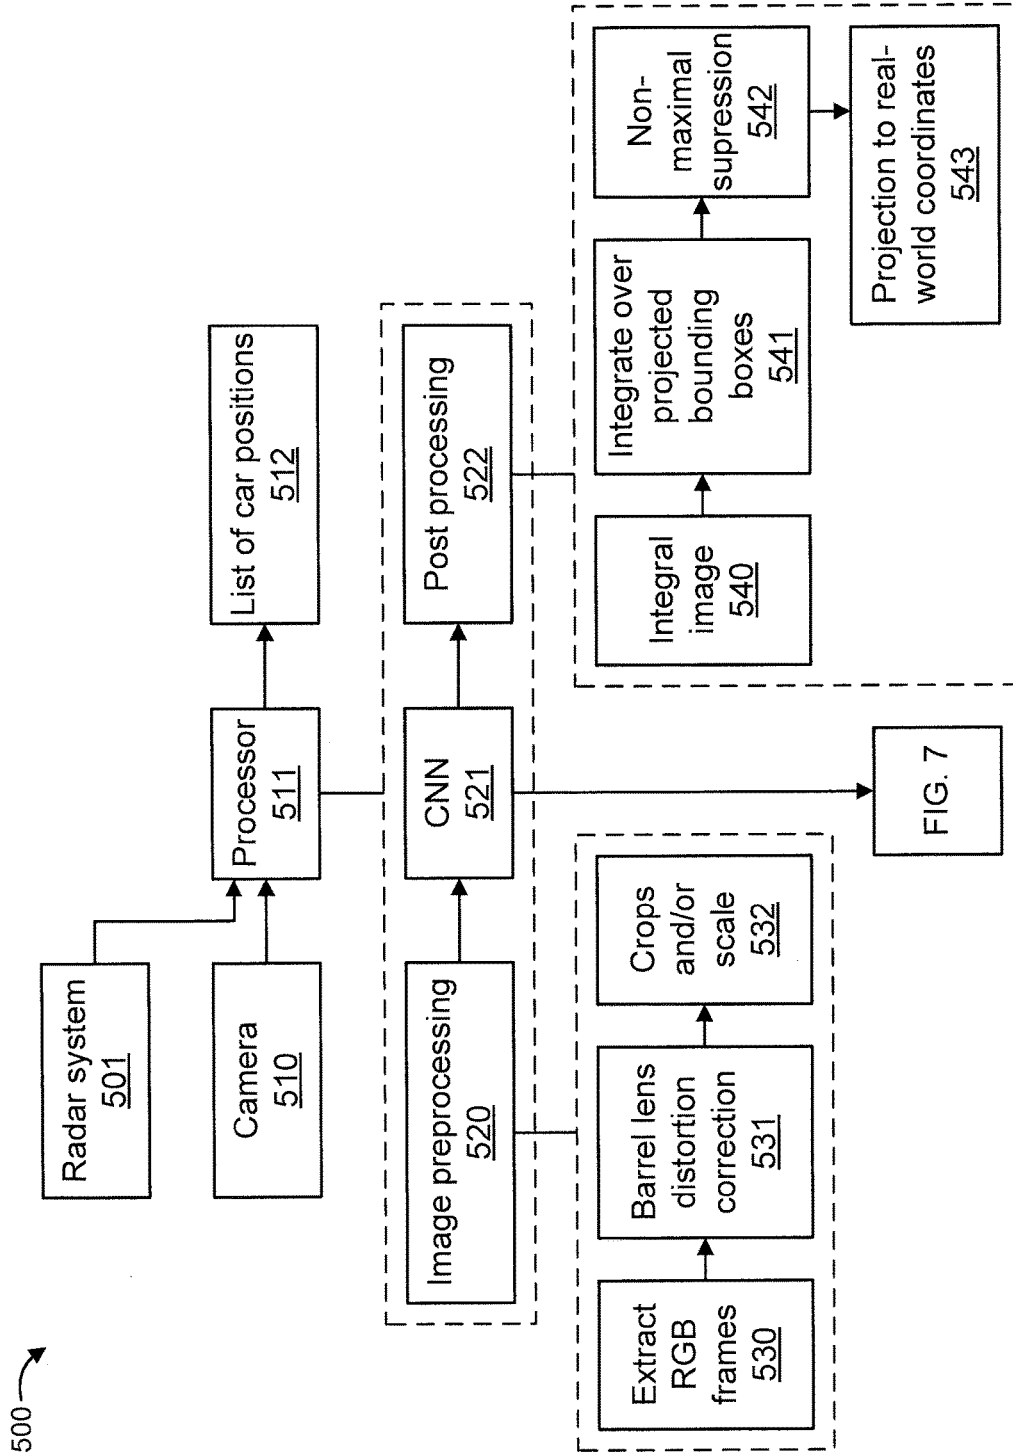 500
Radar system
501
Camera
510
Processor
511
List of car positions
512
Image preprocessing
520
CNN
521
Post processing
522
Extract
RGB
frames
530
Barrel lens
distortion
correction
531
Crops
and/or
scale
532
FIG. 7
Integral
image
540
Integrate over
projected
bounding
boxes
541
Non-
maximal
supression
542
Projection to real-
world coordinates
543